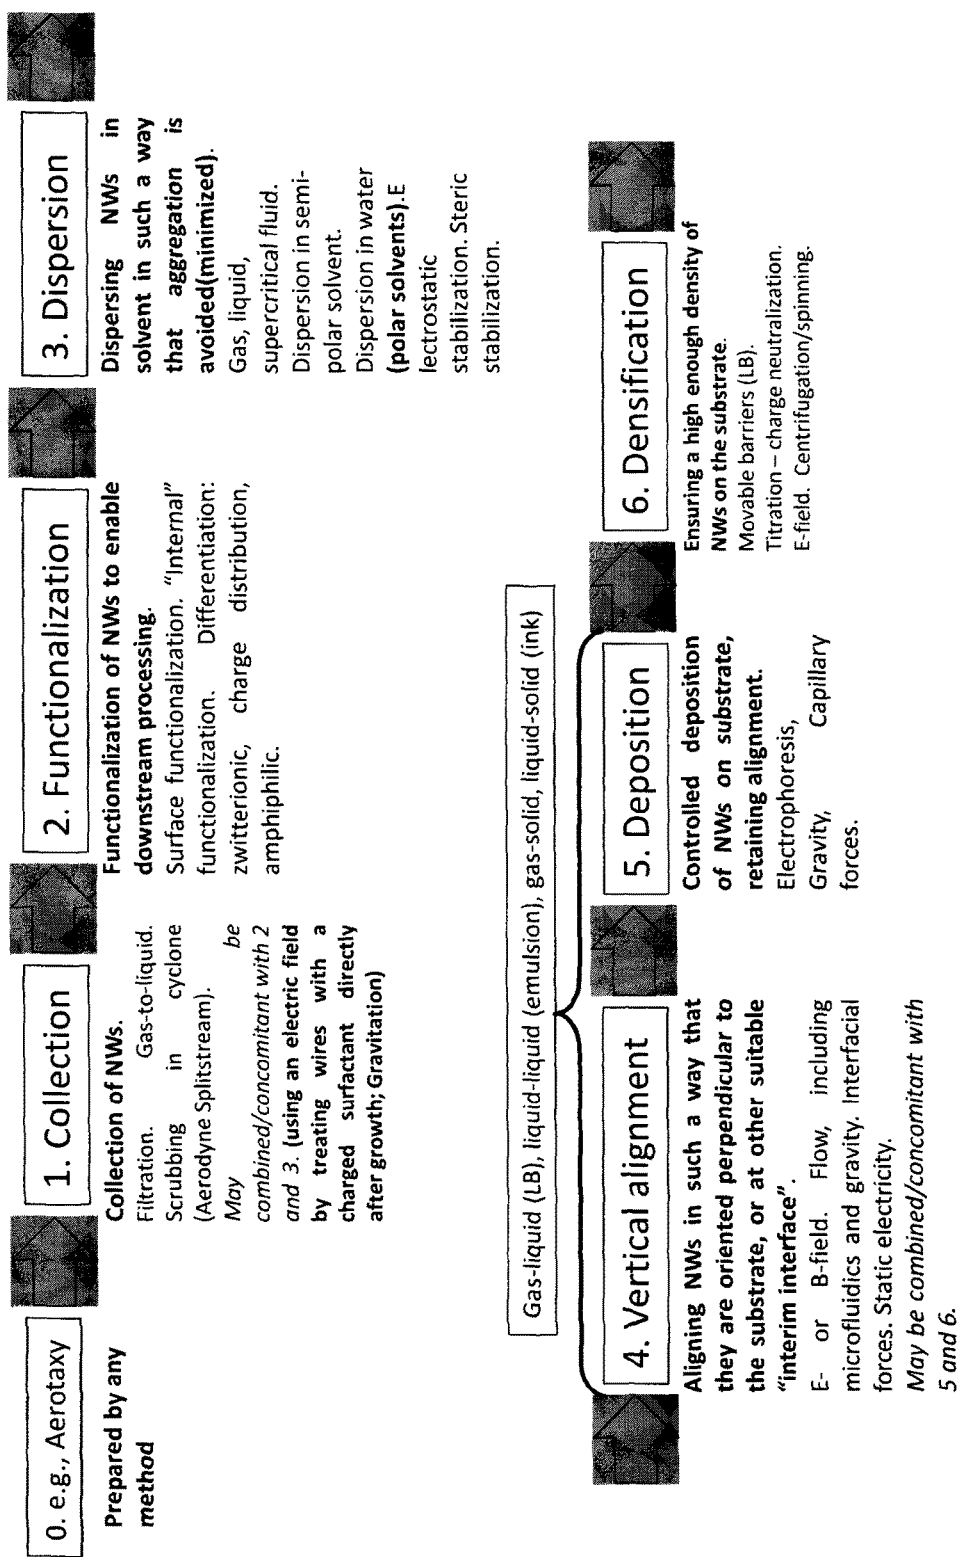 0. e.g., Aerotaxy
Prepared by any
method
1. Collection
Collection of NWs.
Filtration. Gas-to-liquid.
Scrubbing in cyclone
(Aerodyne Splitstream).
May be
combined/concomitant with 2
and 3. (using an electric field
by treating wires with a
charged surfactant directly
after growth; Gravitation)
2. Functionalization
Functionalization of NWs to enable
downstream processing.
Surface functionalization. "Internal"
functionalization. Differentiation:
zwitterionic, charge distribution,
amphiphilic.
3. Dispersion
Dispersing NWs in
solvent in such a way
that aggregation is
avoided(minimized).
Gas, liquid,
supercritical fluid.
Dispersion in semi-
polar solvent.
Dispersion in water
(polar solvents).E
lectrostatic
stabilization. Steric
stabilization.
Gas-liquid (LB), liquid-liquid (emulsion), gas-solid, liquid-solid (ink)
4. Vertical alignment
Aligning NWs in such a way that
they are oriented perpendicular to
the substrate, or at other suitable
"interim interface".
E- or B-field. Flow, including
microfluidics and gravity. Interfacial
forces. Static electricity.
May be combined/concomitant with
5 and 6.
5. Deposition
Controlled deposition
of NWs on substrate,
retaining alignment.
Electrophoresis,
Gravity, Capillary
forces.
6. Densification
Ensuring a high enough density of
NWs on the substrate.
Movable barriers (LB).
Titration – charge neutralization.
E-field. Centrifugation/spinning.